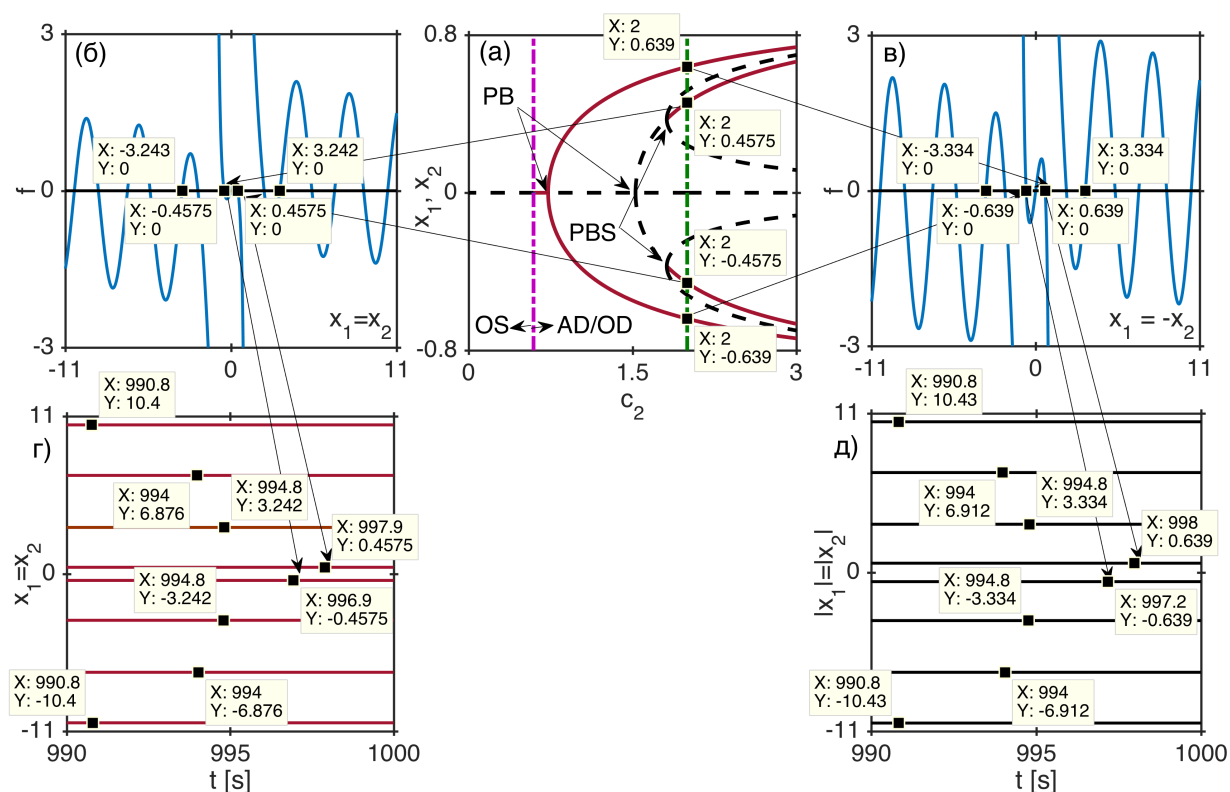 (б)
3
0
-3
f
-11
0
11
X: -3.243
Y: 0
X: 3.242
Y: 0
X: -0.4575
Y: 0
X: 0.4575
Y: 0
x1=x2
(а)
0.8
0
-0.8
x1, x2
0
1.5
3
c2
PB
PBS
OS
AD/OD
X: 2
Y: 0.639
X: 2
Y: 0.4575
X: 2
Y: -0.4575
X: 2
Y: -0.639
в)
3
0
-3
f
-11
0
11
X: -3.334
Y: 0
X: 3.334
Y: 0
X: -0.639
Y: 0
X: 0.639
Y: 0
x1 = -x2
г)
11
0
-11
x1=x2
990
995
1000
t [s]
X: 990.8
Y: 10.4
X: 994
Y: 6.876
X: 994.8
Y: 3.242
X: 997.9
Y: 0.4575
X: 994.8
Y: -3.242
X: 996.9
Y: -0.4575
X: 990.8
Y: -10.4
X: 994
Y: -6.876
д)
11
0
-11
|x1|=|x2|
990
995
1000
t [s]
X: 990.8
Y: 10.43
X: 994
Y: 6.912
X: 994.8
Y: 3.334
X: 998
Y: 0.639
X: 994.8
Y: -3.334
X: 997.2
Y: -0.639
X: 990.8
Y: -10.43
X: 994
Y: -6.912